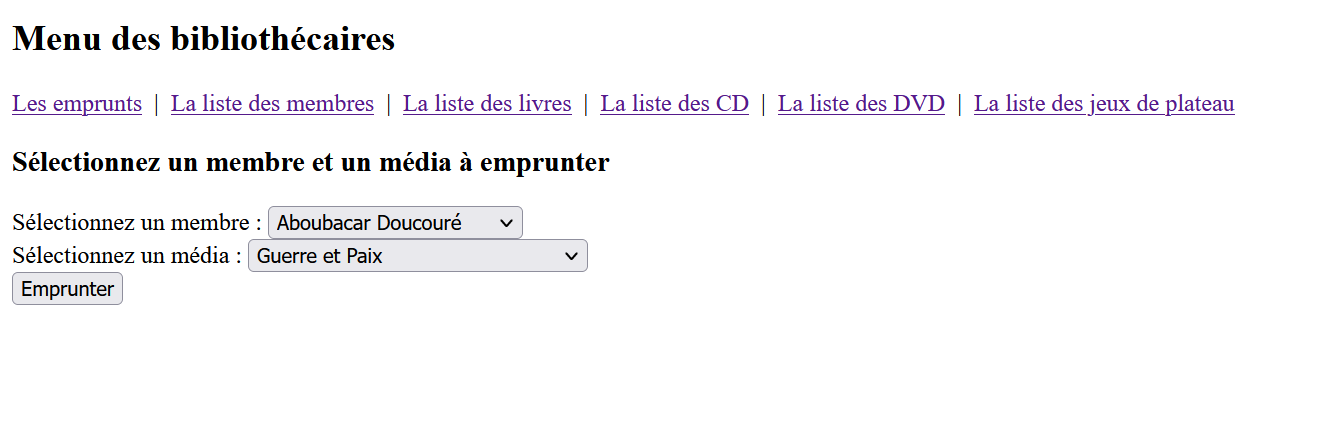 Menu des bibliothécaires
Les emprunts | La liste des membres | La liste des livres | La liste des CD | La liste des DVD | La liste des jeux de plateau
Sélectionnez un membre et un média à emprunter
Sélectionnez un membre : Aboubacar Doucouré
Sélectionnez un média : Guerre et Paix
Emprunter